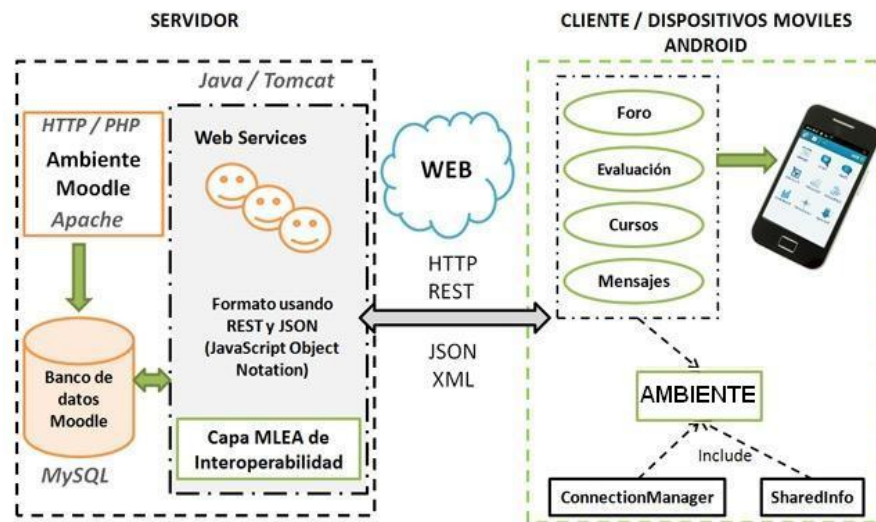 SERVIDOR
Java / Tomcat
HTTP / PHP
Ambiente
Moodle
Apache
Banco de
datos
Moodle
MySQL
Web Services
Formato usando
REST y JSON
(JavaScript Object
Notation)
Capa MLEA de
Interoperabilidad
WEB
HTTP
REST
JSON
XML
CLIENTE / DISPOSITIVOS MOVILES
ANDROID
Foro
Evaluación
Cursos
Mensajes
AMBIENTE
Include
ConnectionManager
SharedInfo